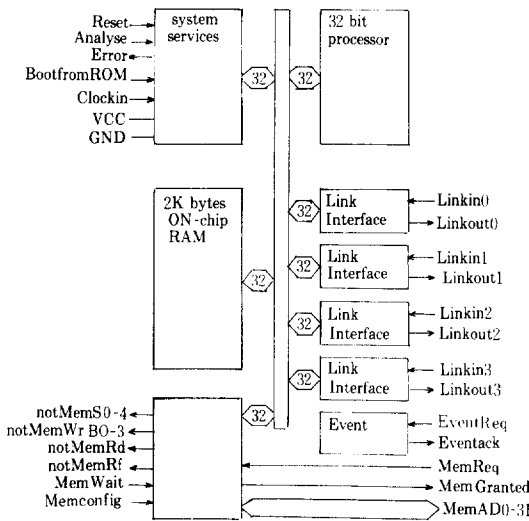 Reset
Analyse
Error
BootfromROM
Clockin
VCC
GND
system
services
32
32
32 bit
processor
2K bytes
ON-chip
RAM
32
32
Link
Interface
Linkin0
Linkout0
32
Link
Interface
Linkin1
Linkout1
32
Link
Interface
Linkin2
Linkout2
32
Link
Interface
Linkin3
Linkout3
32
Event
EventReq
Eventack
notMemS0-4
notMemWrB0-3
notMemRd
notMemRf
MemWait
Memconfig
MemReq
MemGranted
MemAD0-31